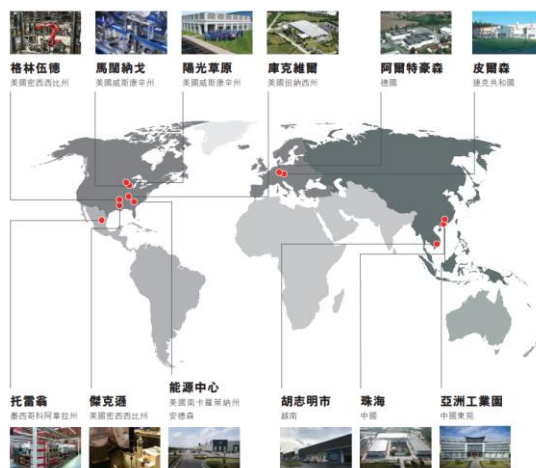 格林伍德
美國密西西比州
馬闐納戈
美國威斯康辛州
陽光草原
美國威斯康辛州
庫克維爾
美國田納西州
阿爾特豪森
德國
皮爾森
捷克共和國
托雷翁
墨西哥科阿韋拉州
傑克遜
美國密西西比州
能源中心
美國南卡羅萊納州
安德森
胡志明市
越南
珠海
中國
亞洲工業園
中國東莞